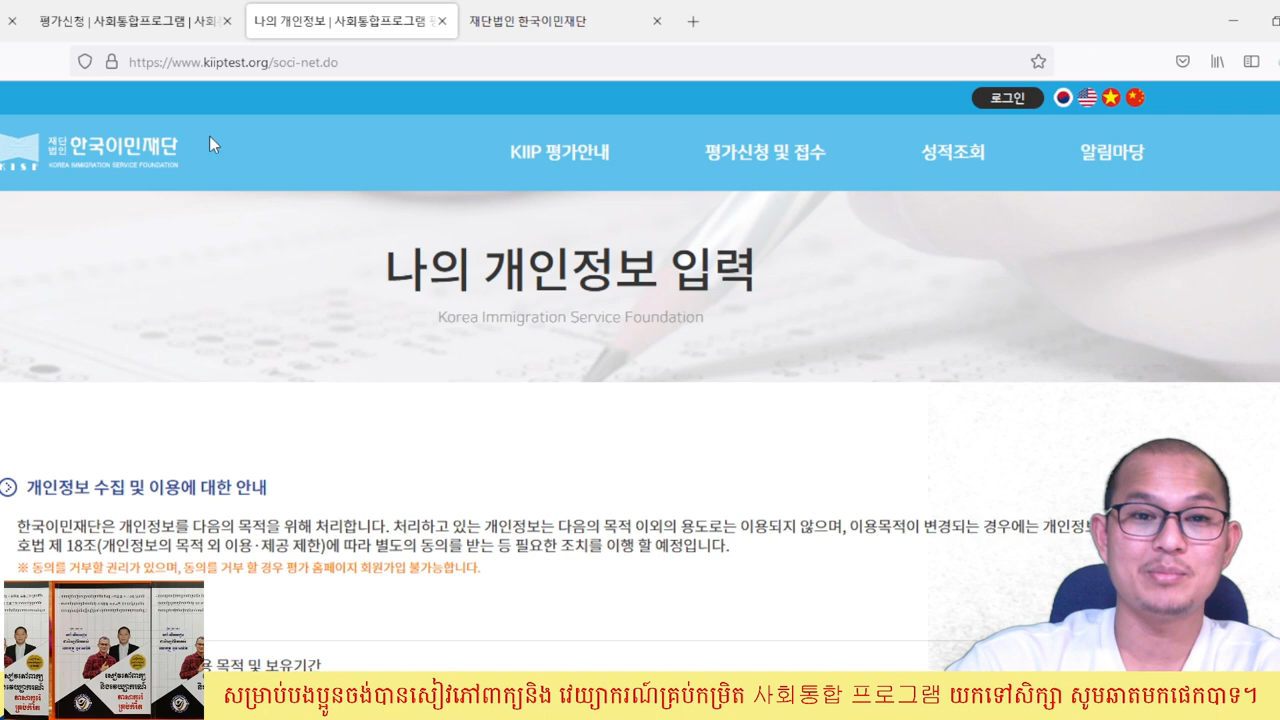 평가신청 | 사회통합프로그램 | 사회
나의 개인정보 | 사회통합프로그램
재단법인 한국이민재단
https://www.kiiptest.org/soci-net.do
로그인
재단법인 한국이민재단
KOREA IMMIGRATION SERVICE FOUNDATION
KIIP 평가안내
평가신청 및 접수
성적조회
알림마당
나의 개인정보 입력
Korea Immigration Service Foundation
개인정보 수집 및 이용에 대한 안내
한국이민재단은 개인정보를 다음의 목적을 위해 처리합니다. 처리하고 있는 개인정보는 다음의 목적 이외의 용도로는 이용되지 않으며, 이용목적이 변경되는 경우에는 개인정보
호법 제 18조(개인정보의 목적 외 이용·제공 제한)에 따라 별도의 동의를 받는 등 필요한 조치를 이행 할 예정입니다.
※ 동의를 거부할 권리가 있으며, 동의를 거부 할 경우 평가 홈페이지 회원가입 불가능합니다.
용 목적 및 보유기간
សម្រាប់បងប្អូនចង់បានសៀវភៅពាក្យនិង វេយ្យាករណ៍គ្រប់កម្រិត 사회통합 프로그램 យកទៅសិក្សា សូមឆាតមកផេកបាទ។